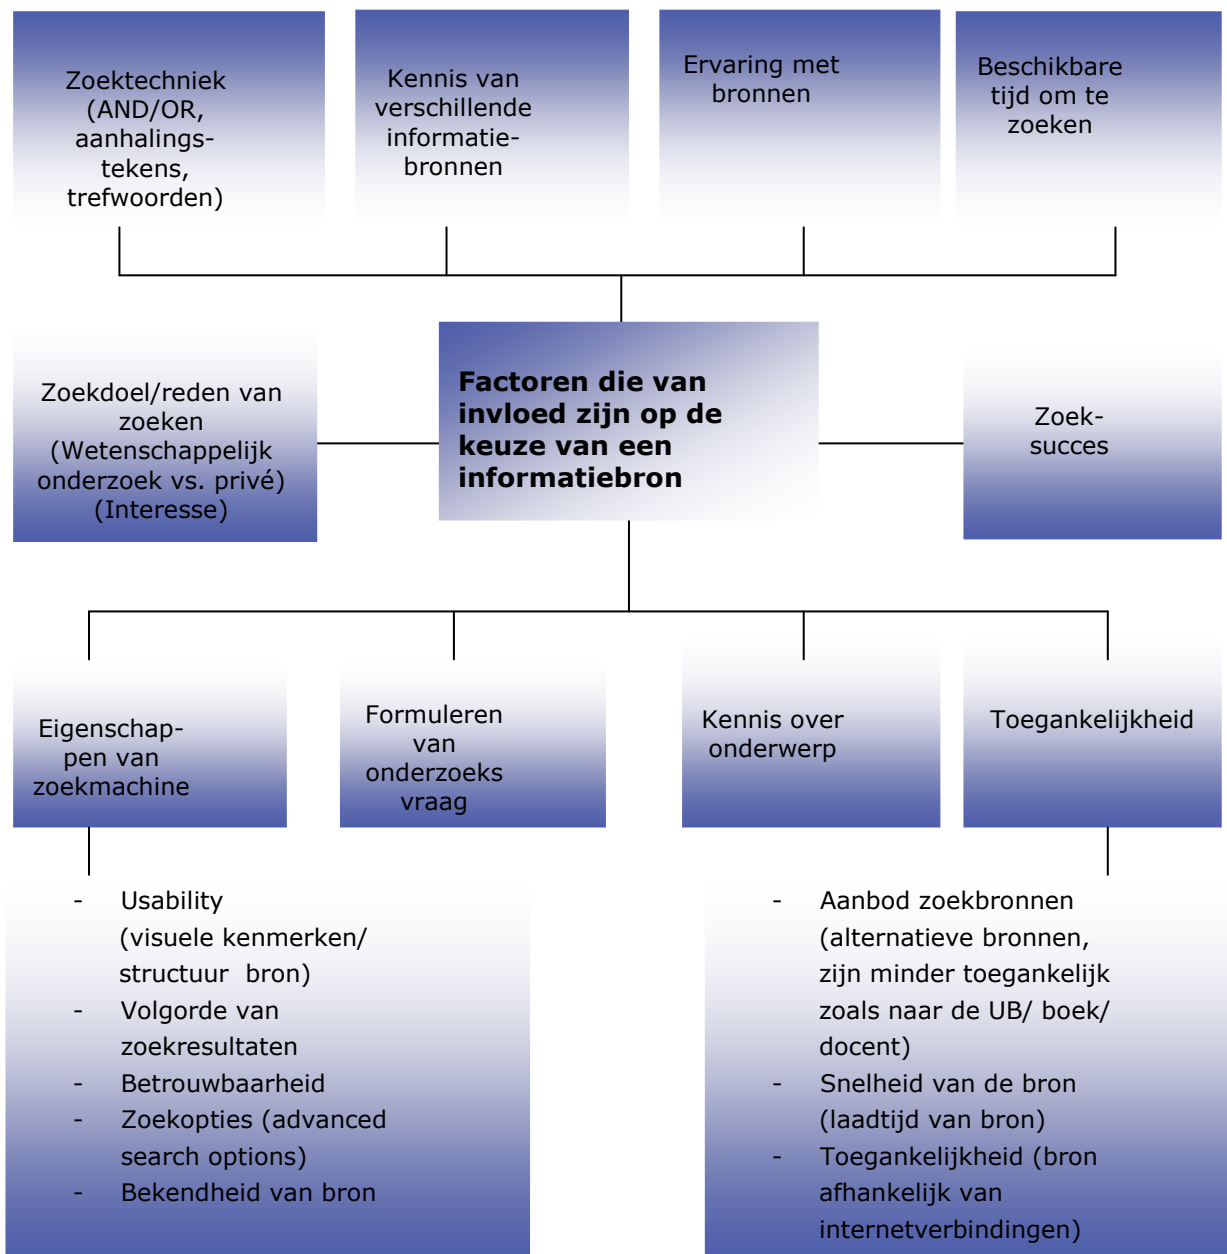 Zoektechniek
(AND/OR,
aanhalings-
tekens,
trefwoorden)
Kennis van
verschillende
informatie-
bronnen
Ervaring met
bronnen
Beschikbare
tijd om te
zoeken
Zoekdoel/reden van
zoeken
(Wetenschappelijk
onderzoek vs. privé)
(Interesse)
Factoren die van
invloed zijn op de
keuze van een
informatiebron
Zoek-
succes
Eigenschap-
pen van
zoekmachine
Formuleren
van
onderzoeks
vraag
Kennis over
onderwerp
Toegankelijkheid
- Usability
(visuele kenmerken/
structuur bron)
- Volgorde van
zoekresultaten
- Betrouwbaarheid
- Zoekopties (advanced
search options)
- Bekendheid van bron
- Aanbod zoekbronnen
(alternatieve bronnen,
zijn minder toegankelijk
zoals naar de UB/ boek/
docent)
- Snelheid van de bron
(laadtijd van bron)
- Toegankelijkheid (bron
afhankelijk van
internetverbindingen)